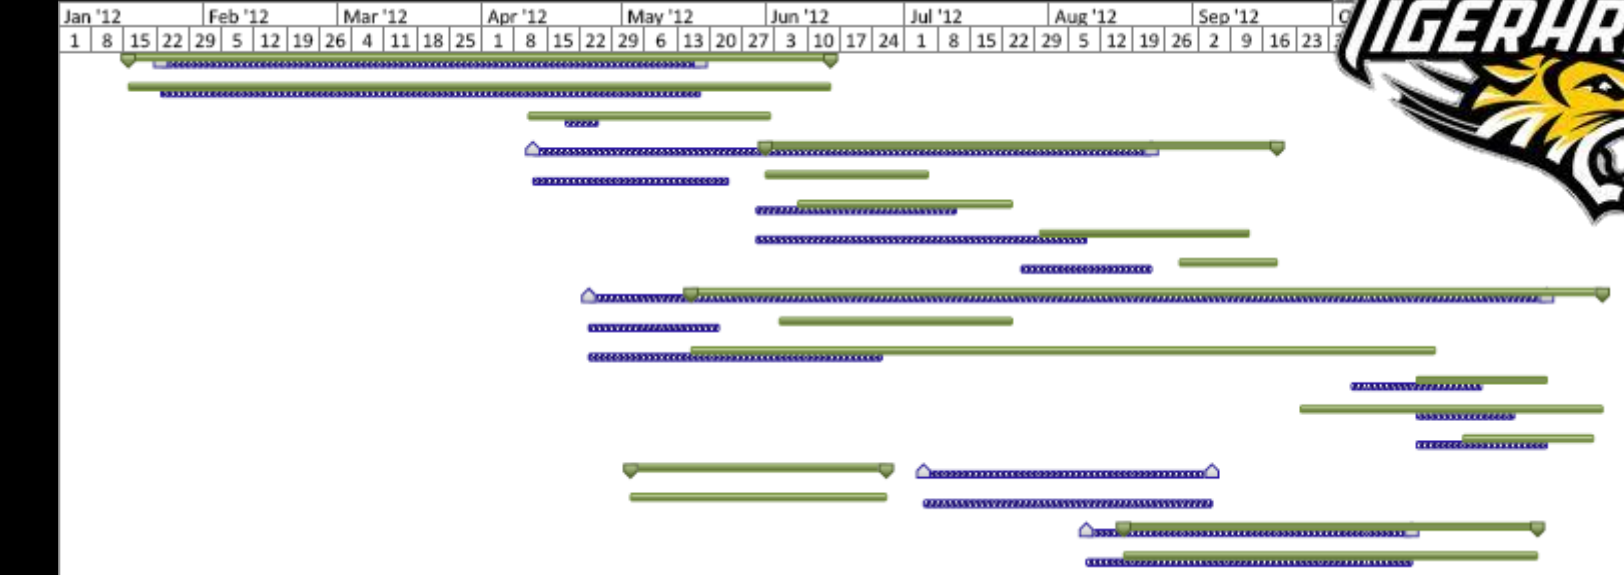 Jan '12 Feb '12 Mar '12 Apr '12 May '12 Jun '12 Jul '12 Aug '12 Sep '12
1 8 15 22 29 5 12 19 26 4 11 18 25 1 8 15 22 29 6 13 20 27 3 10 17 24 1 8 15 22 29 5 12 19 26 2 9 16 23